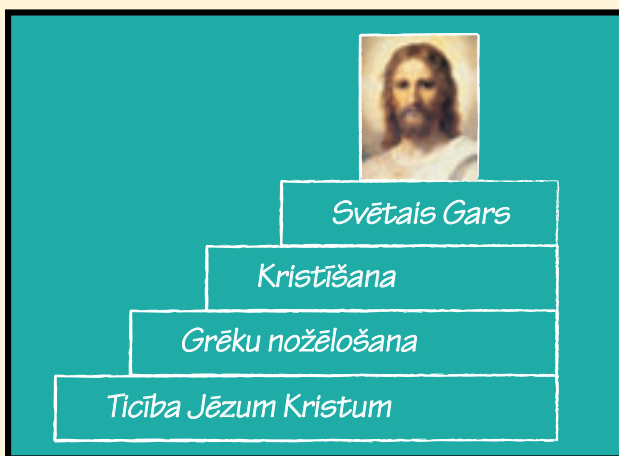 Svētais Gars
Kristīšana
Grēku nožēlošana
Ticība Jēzum Kristum